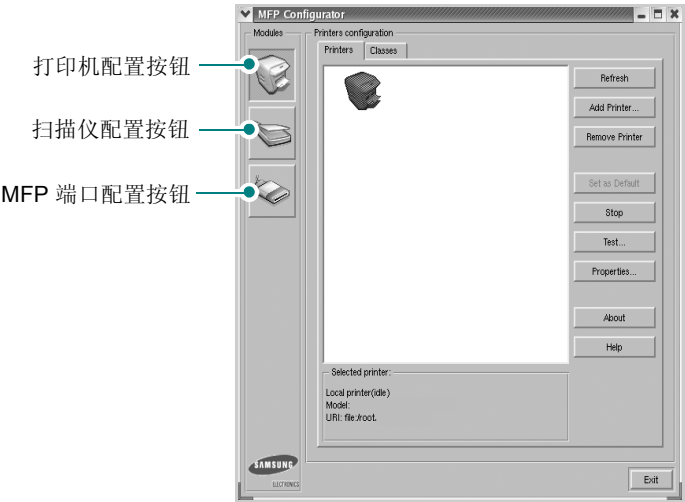 MFP Configurator
Modules
Printers configuration
Printers
Classes
打印机配置按钮
扫描仪配置按钮
MFP 端口配置按钮
Refresh
Add Printer...
Remove Printer
Set as Default
Stop
Test...
Properties...
About
Help
Selected printer:
Local printer(idle)
Model:
URI: file:/root.
SAMSUNG
ELECTRONICS
Exit